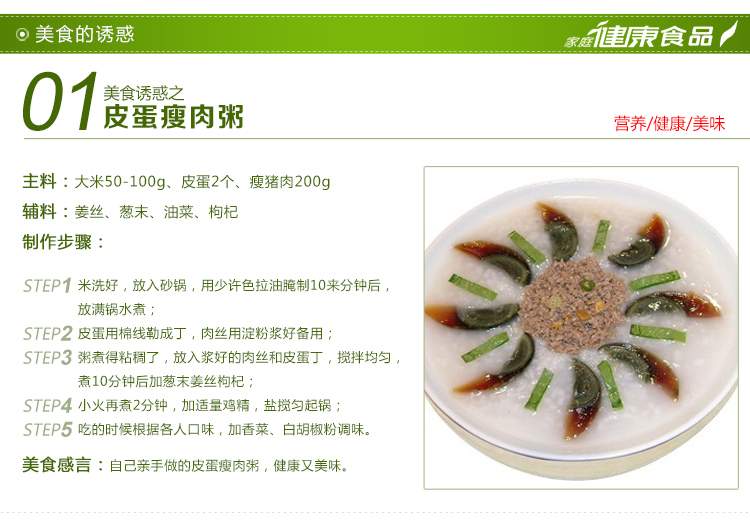 美食的诱惑
家庭健康食品
01
美食诱惑之
皮蛋瘦肉粥
营养/健康/美味
主料：大米50-100g、皮蛋2个、瘦猪肉200g
辅料：姜丝、葱末、油菜、枸杞
制作步骤：
STEP1 米洗好，放入砂锅，用少许色拉油腌制10来分钟后，
放满锅水煮；
STEP2 皮蛋用棉线勒成丁，肉丝用淀粉浆好备用；
STEP3 粥煮得粘稠了，放入浆好的肉丝和皮蛋丁，搅拌均匀，
煮10分钟后加葱末姜丝枸杞；
STEP4 小火再煮2分钟，加适量鸡精，盐搅匀起锅；
STEP5 吃的时候根据各人口味，加香菜、白胡椒粉调味。
美食感言：自己亲手做的皮蛋瘦肉粥，健康又美味。